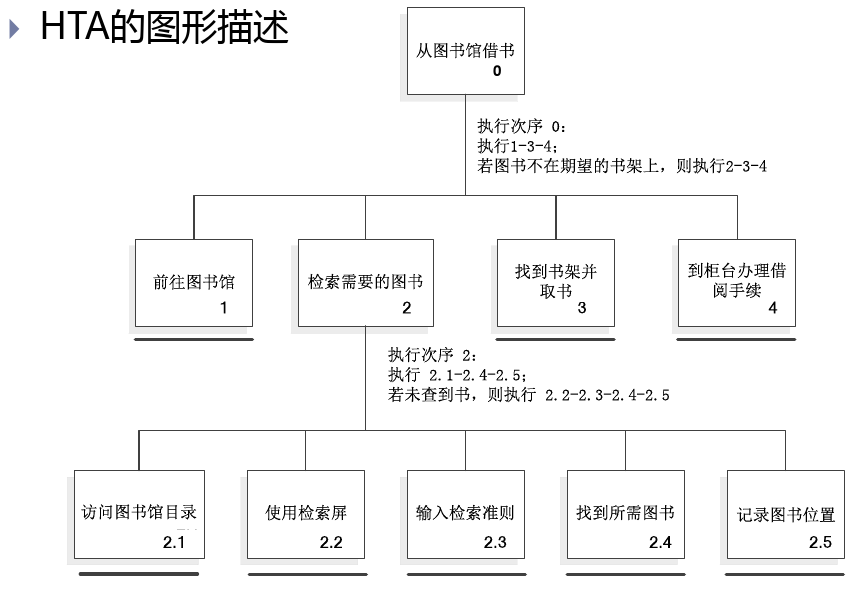 HTA的图形描述
从图书馆借书
0
执行次序 0：
执行1-3-4；
若图书不在期望的书架上，则执行2-3-4
前往图书馆
1
检索需要的图书
2
找到书架并
取书
3
到柜台办理借
阅手续
4
执行次序 2：
执行 2.1-2.4-2.5；
若未查到书，则执行 2.2-2.3-2.4-2.5
访问图书馆目录
2.1
使用检索屏
2.2
输入检索准则
2.3
找到所需图书
2.4
记录图书位置
2.5